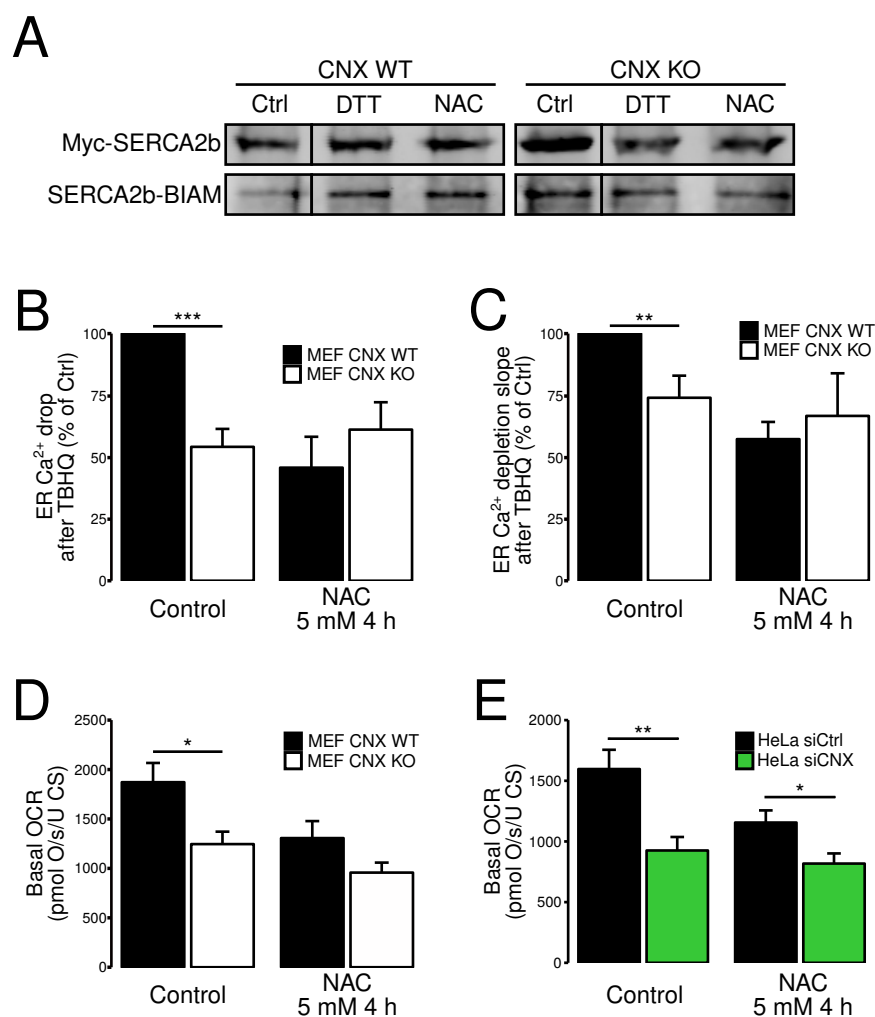 A
CNX WT
CNX KO
Ctrl DTT NAC Ctrl DTT NAC
Myc-SERCA2b
SERCA2b-BIAM
B
***
MEF CNX WT
MEF CNX KO
ER Ca2+ drop
after TBHQ (% of Ctrl)
100
75
50
25
0
Control
NAC
5 mM 4 h
C
**
MEF CNX WT
MEF CNX KO
ER Ca2+ depletion slope
after TBHQ (% of Ctrl)
100
75
50
25
0
Control
NAC
5 mM 4 h
D
*
MEF CNX WT
MEF CNX KO
Basal OCR
(pmol O/s/U CS)
2500
2000
1500
1000
500
0
Control
NAC
5 mM 4 h
E
**
*
HeLa siCtrl
HeLa siCNX
Basal OCR
(pmol O/s/U CS)
2000
1500
1000
500
0
Control
NAC
5 mM 4 h